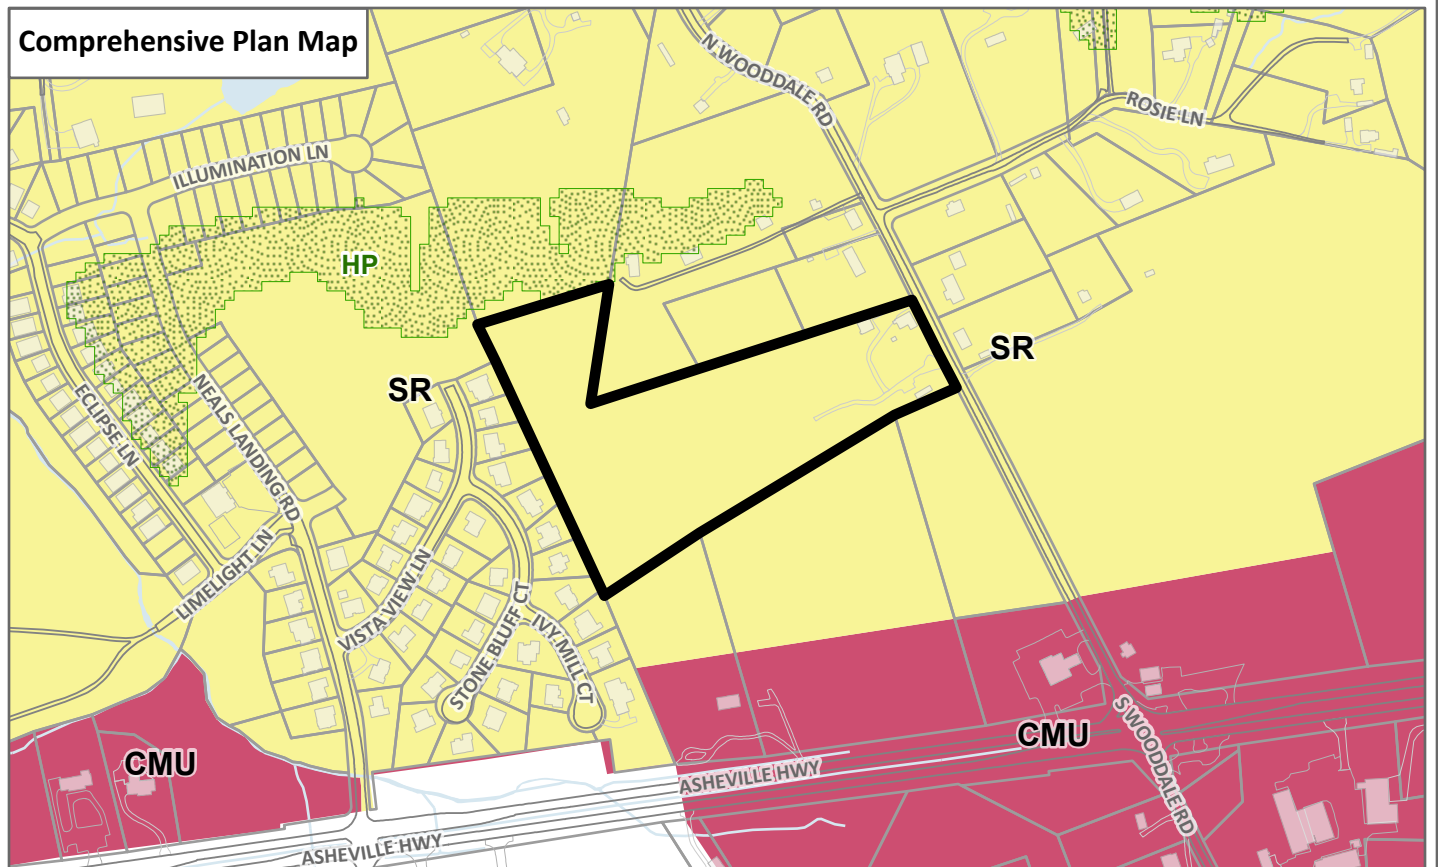 Comprehensive Plan Map
N WOODDALE RD
ROSIE LN
ILLUMINATION LN
HP
SR
SR
ECLIPSE LN
NEALS LANDING RD
LIMELIGHT LN
VISTA VIEW LN
STONE BLUFF CT
IVY MILL CT
S WOODDALE RD
CMU
CMU
ASHEVILLE HWY
ASHEVILLE HWY